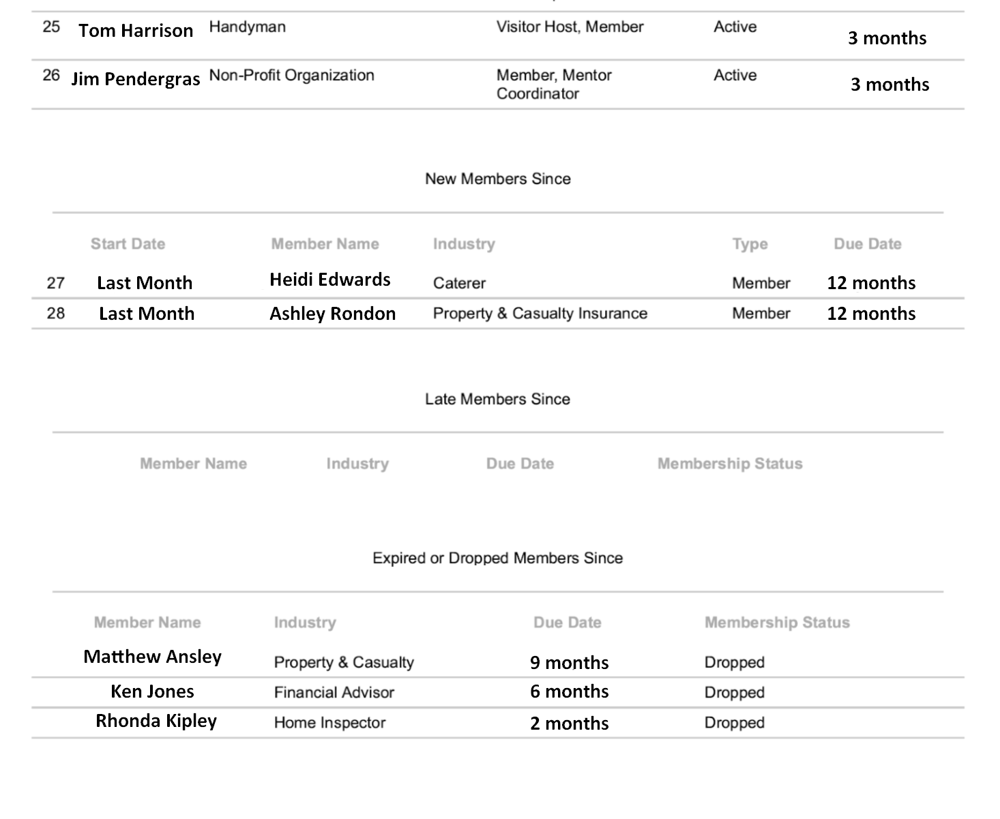 25 Tom Harrison Handyman Visitor Host, Member Active 3 months
26 Jim Pendergras Non-Profit Organization Member, Mentor Active 3 months
Coordinator
New Members Since
Start Date Member Name Industry Type Due Date
27 Last Month Heidi Edwards Caterer Member 12 months
28 Last Month Ashley Rondon Property & Casualty Insurance Member 12 months
Late Members Since
Member Name Industry Due Date Membership Status
Expired or Dropped Members Since
Member Name Industry Due Date Membership Status
Matthew Ansley Property & Casualty 9 months Dropped
Ken Jones Financial Advisor 6 months Dropped
Rhonda Kipley Home Inspector 2 months Dropped